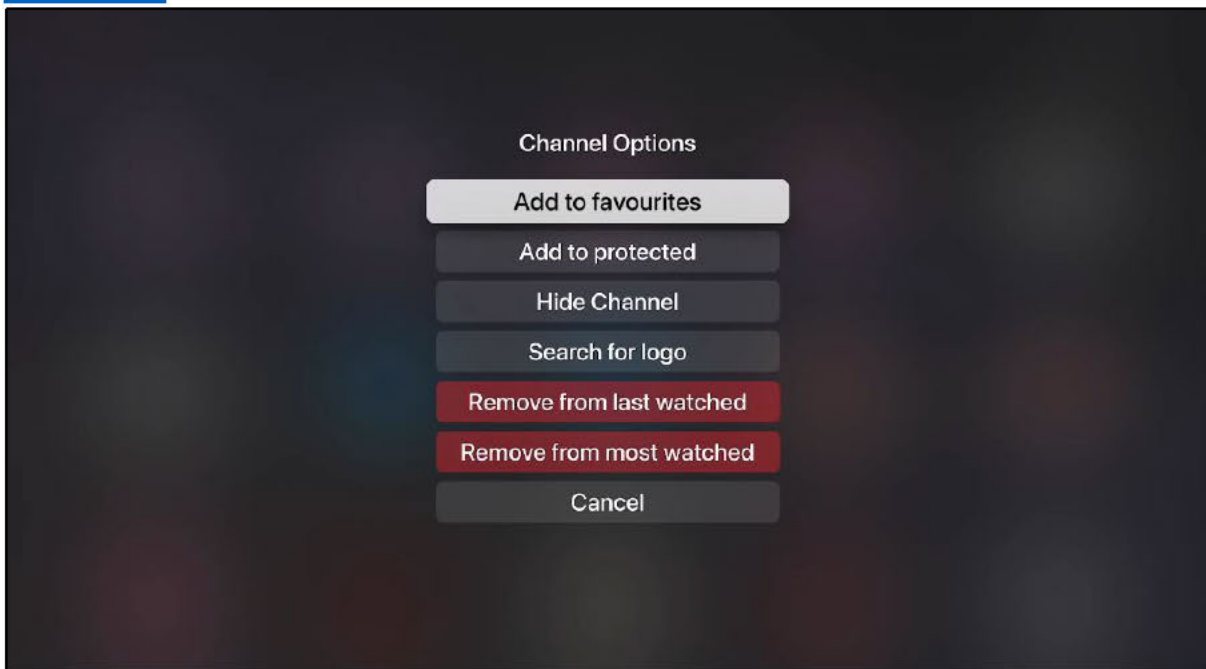 Channel Options
Add to favourites
Add to protected
Hide Channel
Search for logo
Remove from last watched
Remove from most watched
Cancel